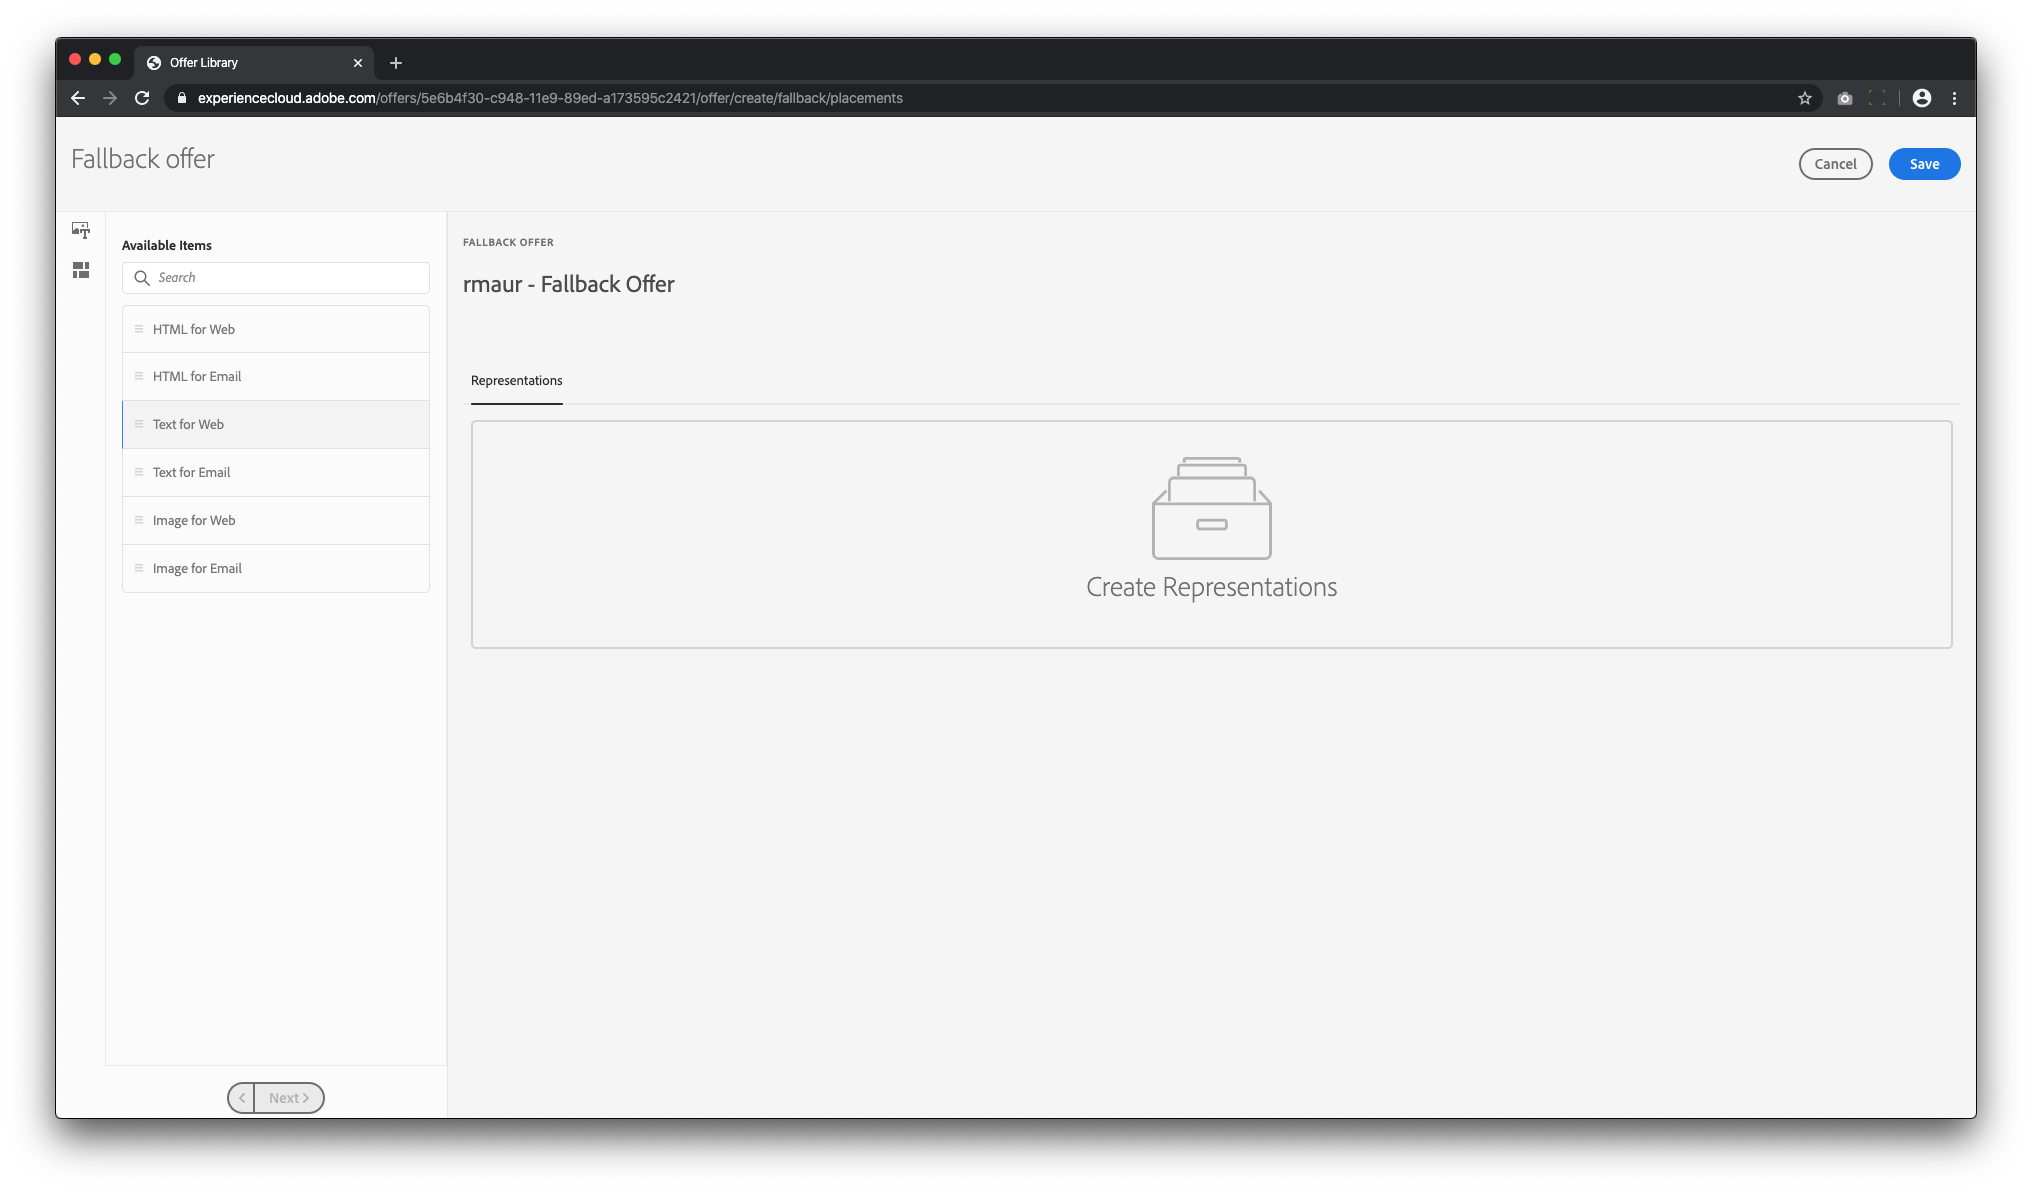 Offer Library
experiencecloud.adobe.com/offers/5e6b4f30-c948-11e9-89ed-a173595c2421/offer/create/fallback/placements
Fallback offer
Cancel
Save
Available Items
Search
HTML for Web
HTML for Email
Text for Web
Text for Email
Image for Web
Image for Email
Next
FALLBACK OFFER
rmaur - Fallback Offer
Representations
Create Representations